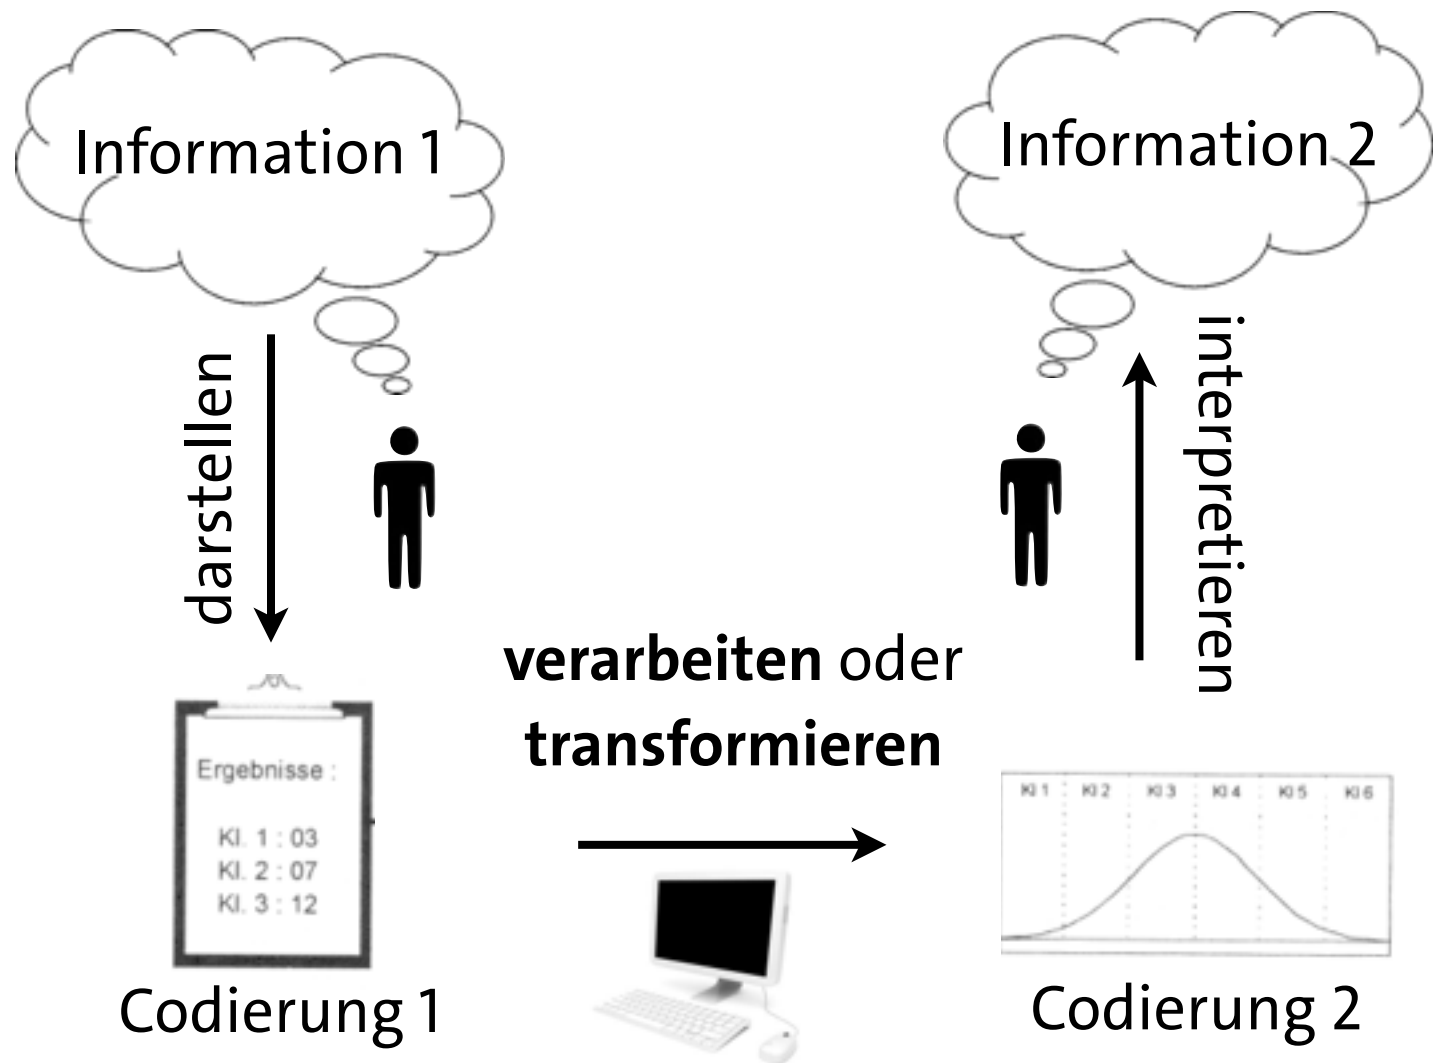 Information 1
Information 2
darstellen
interpretieren
verarbeiten oder
transformieren
Ergebnisse :
Kl. 1 : 03
Kl. 2 : 07
Kl. 3 : 12
Kl 1 Kl 2 Kl 3 Kl 4 Kl 5 Kl 6
Codierung 1
Codierung 2